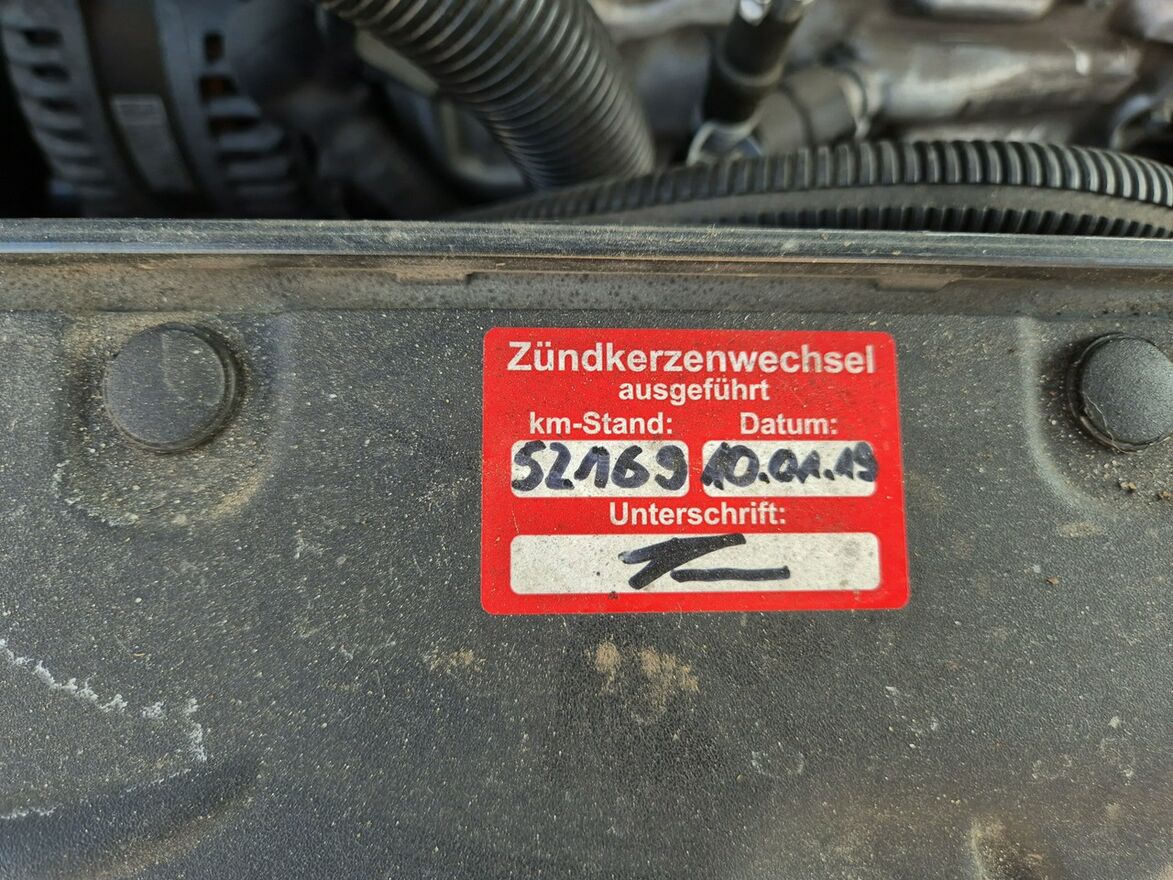 Zündkerzenwechsel
ausgeführt
km-Stand: Datum:
52169 10.01.19
Unterschrift: